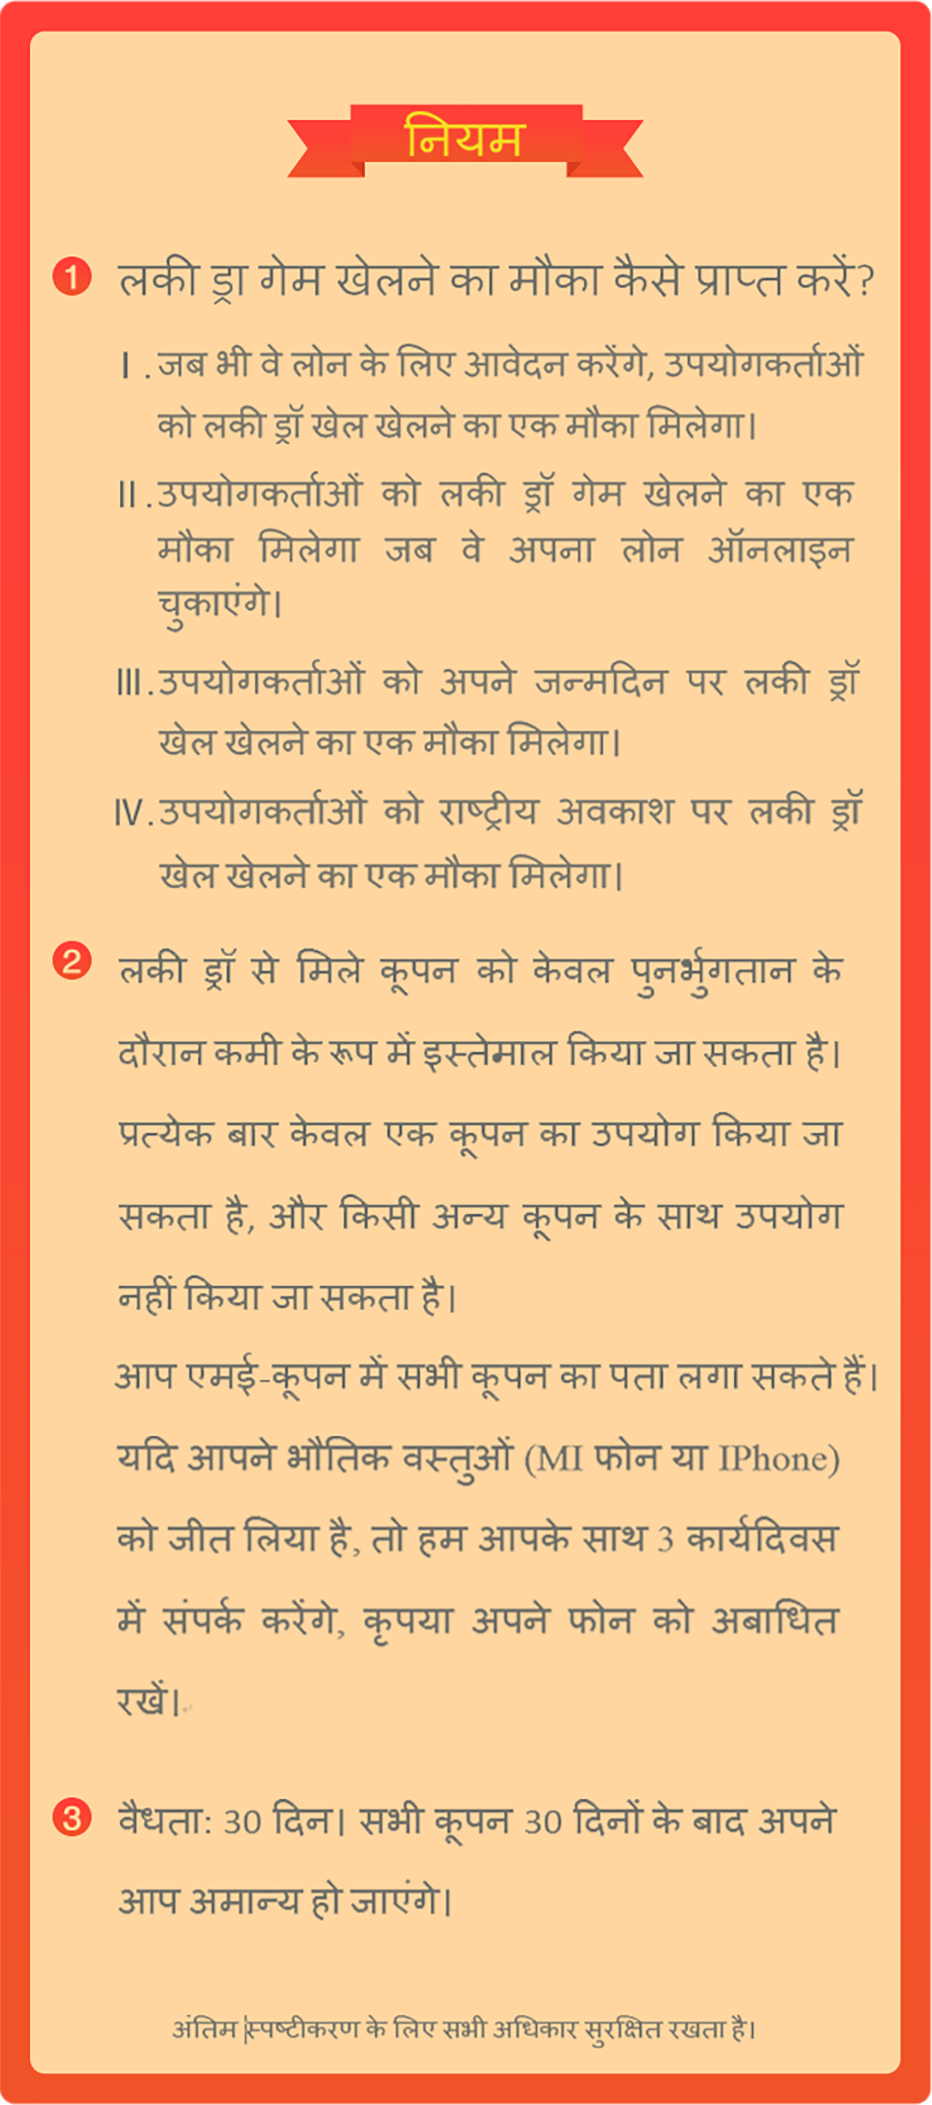 नियम
1 लकी ड्रा गेम खेलने का मौका कैसे प्राप्त करें?
I .जब भी वे लोन के लिए आवेदन करेंगे, उपयोगकर्ताओं
को लकी ड्रॉ खेल खेलने का एक मौका मिलेगा।
II .उपयोगकर्ताओं को लकी ड्रॉ गेम खेलने का एक
मौका मिलेगा जब वे अपना लोन ऑनलाइन
चुकाएंगे।
III.उपयोगकर्ताओं को अपने जन्मदिन पर लकी ड्रॉ
खेल खेलने का एक मौका मिलेगा।
IV.उपयोगकर्ताओं को राष्ट्रीय अवकाश पर लकी ड्रॉ
खेल खेलने का एक मौका मिलेगा।
2 लकी ड्रॉ से मिले कूपन को केवल पुनर्भुगतान के
दौरान कमी के रूप में इस्तेमाल किया जा सकता है।
प्रत्येक बार केवल एक कूपन का उपयोग किया जा
सकता है, और किसी अन्य कूपन के साथ उपयोग
नहीं किया जा सकता है।
आप एमई-कूपन में सभी कूपन का पता लगा सकते हैं।
यदि आपने भौतिक वस्तुओं (MI फोन या IPhone)
को जीत लिया है, तो हम आपके साथ 3 कार्यदिवस
में संपर्क करेंगे, कृपया अपने फोन को अबाधित
रखें।
3 वैधता: 30 दिन। सभी कूपन 30 दिनों के बाद अपने
आप अमान्य हो जाएंगे।
अंतिम स्पष्टीकरण के लिए सभी अधिकार सुरक्षित रखता है।